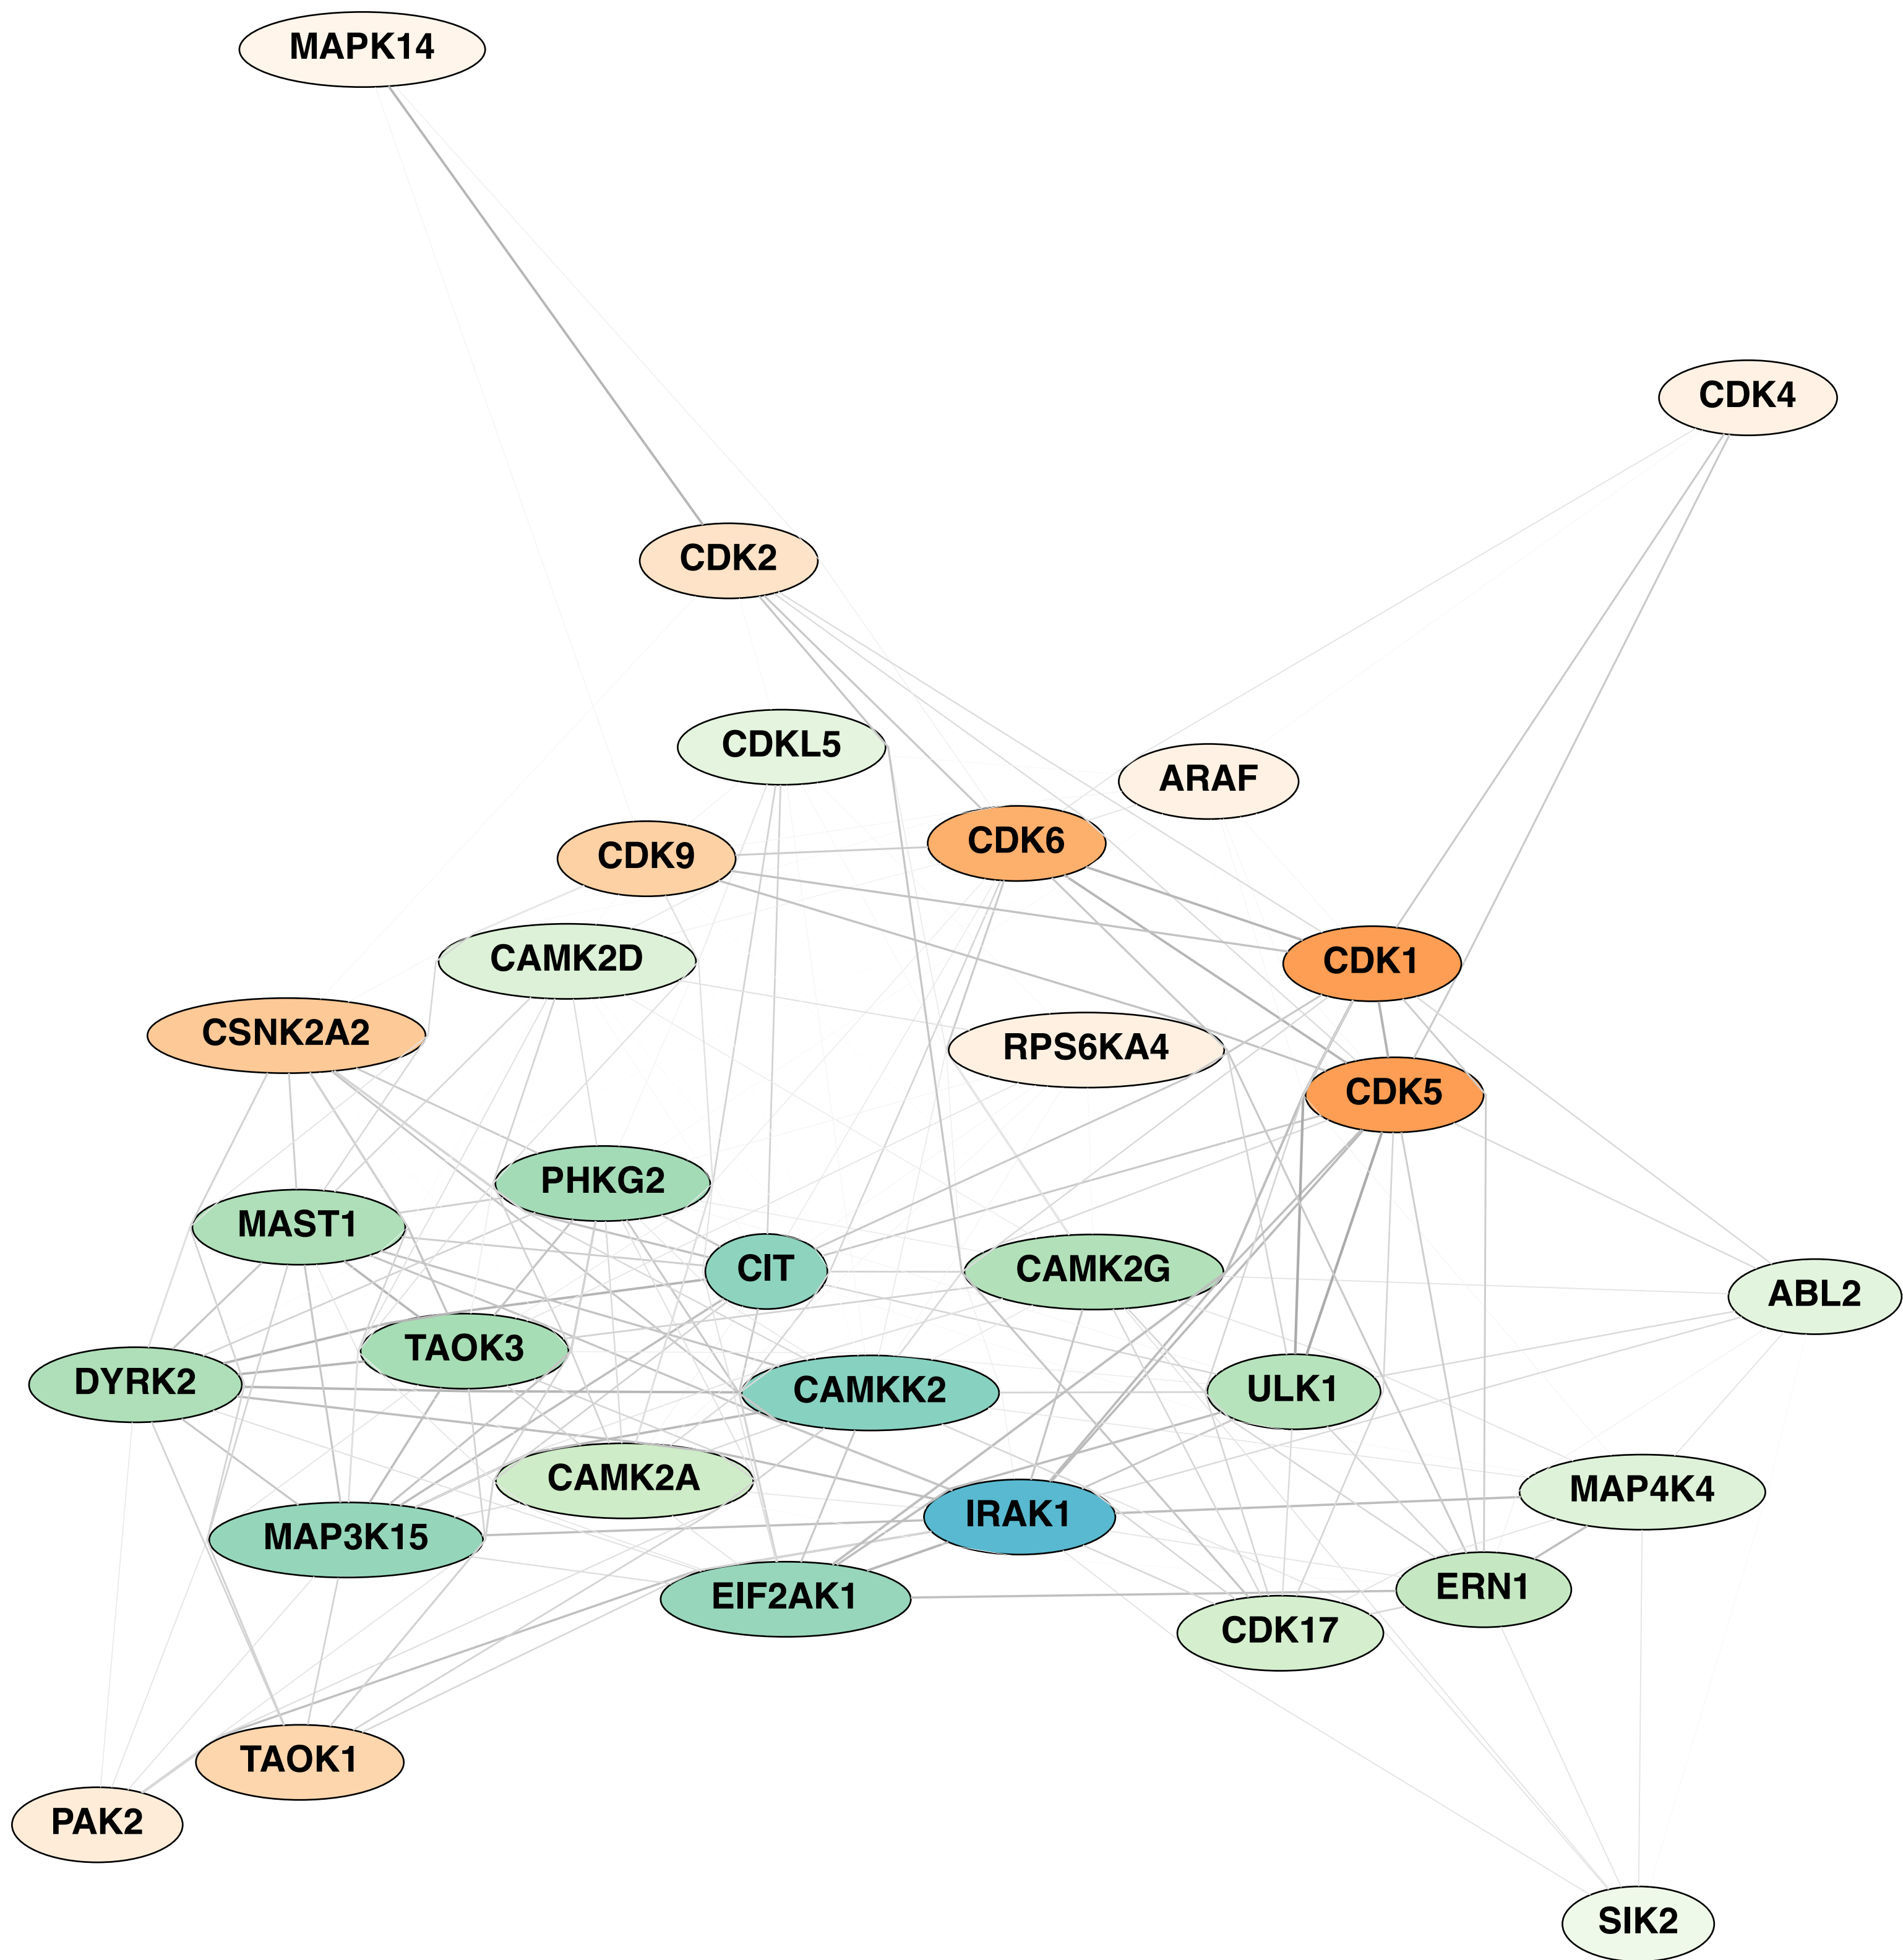 MAPK14
CDK4
CDK2
CDKL5
ARAF
CDK6
CDK9
CAMK2D
CDK1
CSNK2A2
RPS6KA4
CDK5
PHKG2
MAST1
CIT
CAMK2G
ABL2
TAOK3
DYRK2
CAMKK2
ULK1
CAMK2A
MAP4K4
IRAK1
MAP3K15
ERN1
EIF2AK1
CDK17
TAOK1
PAK2
SIK2